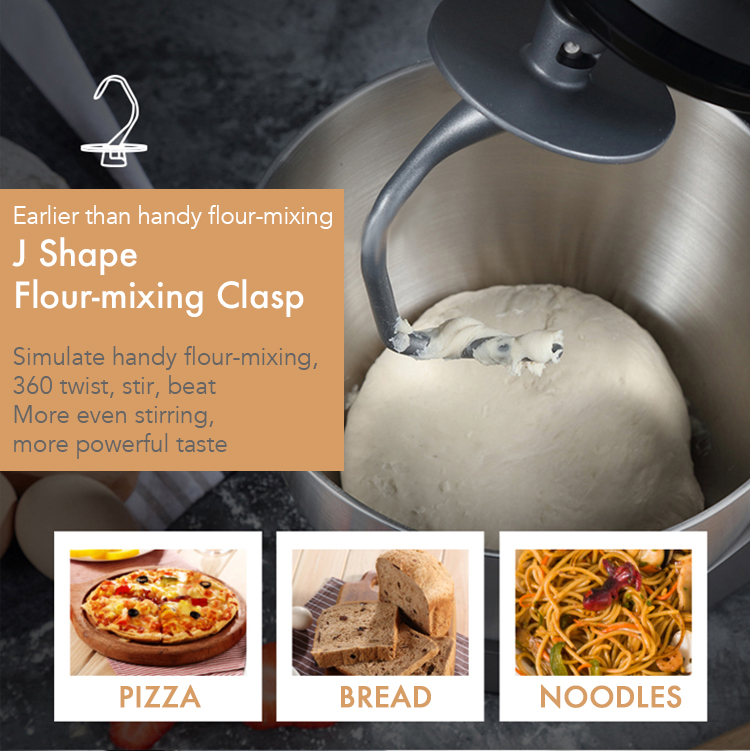 Earlier than handy flour-mixing
J Shape
Flour-mixing Clasp
Simulate handy flour-mixing,
360 twist, stir, beat
More even stirring,
more powerful taste
PIZZA
BREAD
NOODLES